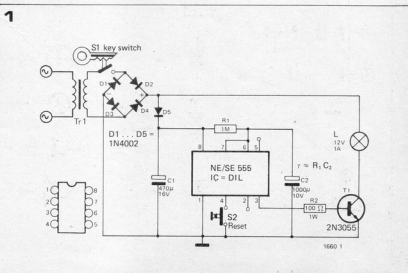 1
S1 key switch
D1
D2
D3
D4
Tr 1
D5
D1 . . . D5 =
1N4002
R1
1M
L
12V
1A
8
7
6
5
NE/SE 555
IC = DIL
τ ≈ R1 C2
C1
470µ
16V
C2
1000µ
10V
1
4
2
3
S2
Reset
R2
100 Ω
1W
T1
2N3055
1
2
3
4
8
7
6
5
1660 1